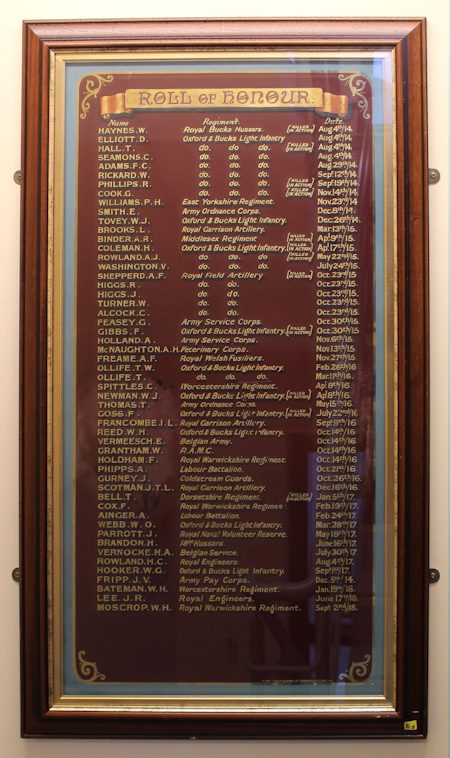 ROLL OF HONOUR.
Name Regiment. Date.
HAYNES. W. Royal Bucks Hussars. [KILLED IN ACTION] Aug. 4th/14.
ELLIOTT. D. Oxford & Bucks Light Infantry Aug. 4th/14.
HALL. T. do. do. do. [KILLED IN ACTION] Aug. 4th/14.
SEAMONS. C. do. do. do. Aug. 4th/14.
ADAMS. F. C. do. do. do. Aug. 29th/14.
RICKARD. W. do. do. do. Sept. 12th/14.
PHILLIPS. R. do. do. do. [KILLED IN ACTION] Sept. 19th/14.
COOK. G. do. do. do. [KILLED IN ACTION] Nov. 14th/14.
WILLIAMS. P. H. East Yorkshire Regiment. Nov. 23rd/14
SMITH. E. Army Ordnance Corps. Dec. 8th/14.
TOVEY. W. J. Oxford & Bucks Light Infantry. Dec. 26th/14.
BROOKS. L. Royal Garrison Artillery. Mar. 13th/15.
BINDER. A. R. Middlesex Regiment [KILLED IN ACTION] Apl. 9th/15.
COLEMAN. H. Oxford & Bucks Light Infantry. [KILLED IN ACTION] Apl. 17th/15.
ROWLAND. A. J. do. do. do. [KILLED IN ACTION] May 22nd/15.
WASHINGTON. V. do. do. do. July 24th/15.
SHEPPERD. A. F. Royal Field Artillery [KILLED IN ACTION] Oct. 23rd/15.
HIGGS. R. do. do. Oct. 23rd/15.
HIGGS. J. do. do. Oct. 23rd/15.
TURNER. W. do. do. Oct. 23rd/15.
ALCOCK. C. do. do. Oct. 23rd/15.
FEASEY. G. Army Service Corps. Oct. 30th/15.
GIBBS. F. Oxford & Bucks Light Infantry. [KILLED IN ACTION] Oct. 30th/15.
HOLLAND. A. Army Service Corps. Nov. 6th/15.
McNAUGHTON. A. H. Veterinary Corps. Nov. 13th/15.
FREAME. A. F. Royal Welsh Fusiliers. Nov. 27th/15
OLLIFE. T. W. Oxford & Bucks Light Infantry. Feb. 26th/16
OLLIFE. T. do. do. do. Mar. 11th/16.
SPITTLES. C. Worcestershire Regiment. Apl. 8th/16.
NEWMAN. W. J. Oxford & Bucks Light Infantry. [KILLED IN ACTION] Apl. 8th/16.
THOMAS. T. Army Ordnance Corps. May 15th/16.
GOSS. F. Oxford & Bucks Light Infantry. [KILLED IN ACTION] July 22nd/16
FRANCOMBE. I. L. Royal Garrison Artillery. Sept. 9th/16
REED. W. H. Oxford & Bucks Light Infantry. Oct. 14th/16
VERMEESCH. E. Belgian Army. Oct. 14th/16
GRANTHAM. W. R.A.M.C. Oct. 14th/16
HOLDHAM. F. Royal Warwickshire Regiment. Oct. 14th/16
PHIPPS. A. Labour Battalion. Oct. 21st/16
GURNEY. J. Coldstream Guards. Oct. 26th/16.
SCOTMAN. J. T. L. Royal Garrison Artillery. Dec. 16th/16
BELL. T. Dorsetshire Regiment. [KILLED IN ACTION] Jan. 5th/17.
COX. F. Royal Warwickshire Regiment Feb. 19th/17.
AINGER. A. Labour Battalion. Feb. 24th/17.
WEBB. W. O. Oxford & Bucks Light Infantry. Mar. 28th/17
PARROTT. J. Royal Naval Volunteer Reserve. May 19th/17.
BRANDON. H. 18th Hussars. June 16th/17.
VERNOCKE. H. A. Belgian Service. July 30th/17.
ROWLAND. H. C. Royal Engineers. Aug. 4th/17
HOOKER. W. G. Oxford & Bucks Light Infantry. Sept. 1st/17.
FRIPP. J. V. Army Pay Corps. Dec. 5th/14.
BATEMAN. W. H. Worcestershire Regiment. Jan. 19th/16.
LEE. J. R. Royal Engineers. June 17th/18.
MOSCROP. W. H. Royal Warwickshire Regiment. Sept. 2nd/18.